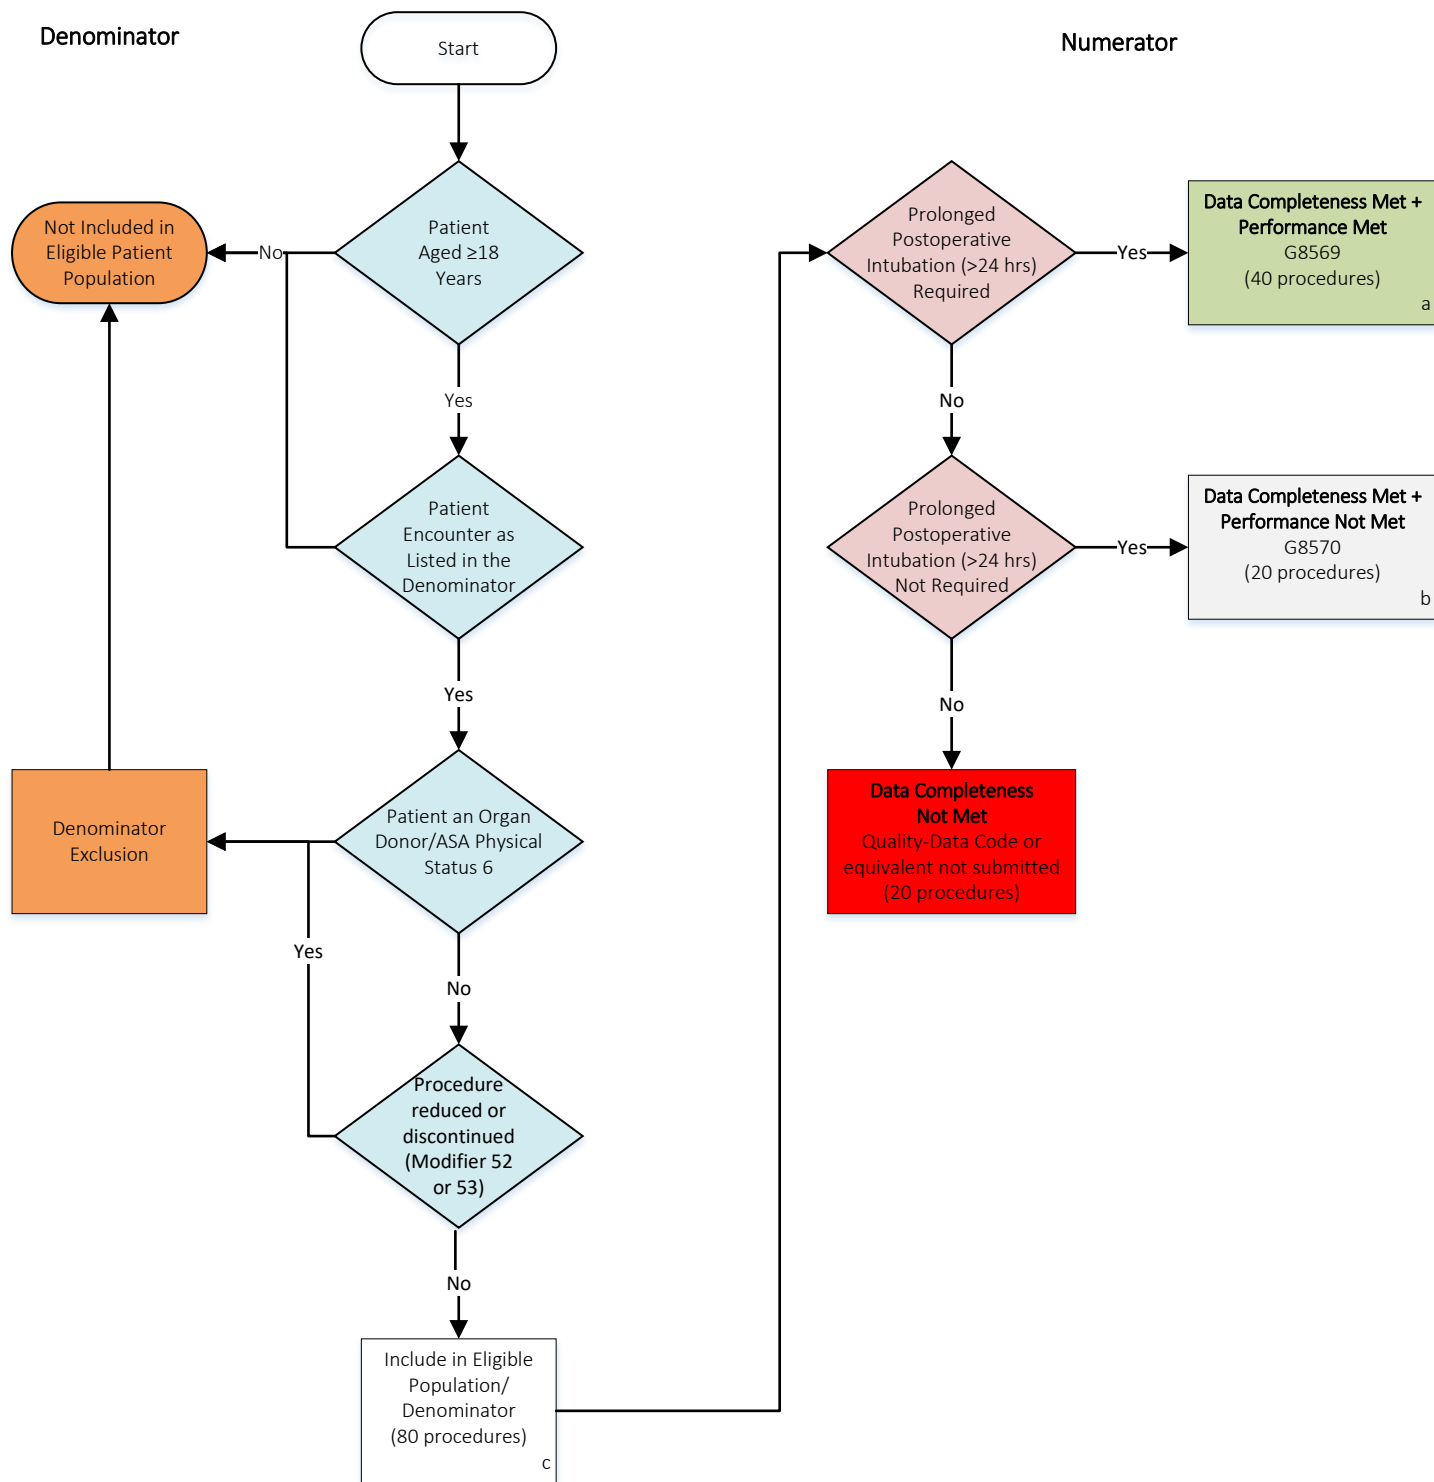 Denominator
Start
Patient
Aged ≥18
Years
No
Not Included in
Eligible Patient
Population
Yes
Patient
Encounter as
Listed in the
Denominator
Yes
Patient an Organ
Donor/ASA Physical
Status 6
Denominator
Exclusion
Yes
No
Procedure
reduced or
discontinued
(Modifier 52
or 53)
No
Include in Eligible
Population/
Denominator
(80 procedures)
c
Numerator
Prolonged
Postoperative
Intubation (>24 hrs)
Required
Yes
Data Completeness Met +
Performance Met
G8569
(40 procedures)
a
No
Prolonged
Postoperative
Intubation (>24 hrs)
Not Required
Yes
Data Completeness Met +
Performance Not Met
G8570
(20 procedures)
b
No
Data Completeness
Not Met
Quality-Data Code or
equivalent not submitted
(20 procedures)